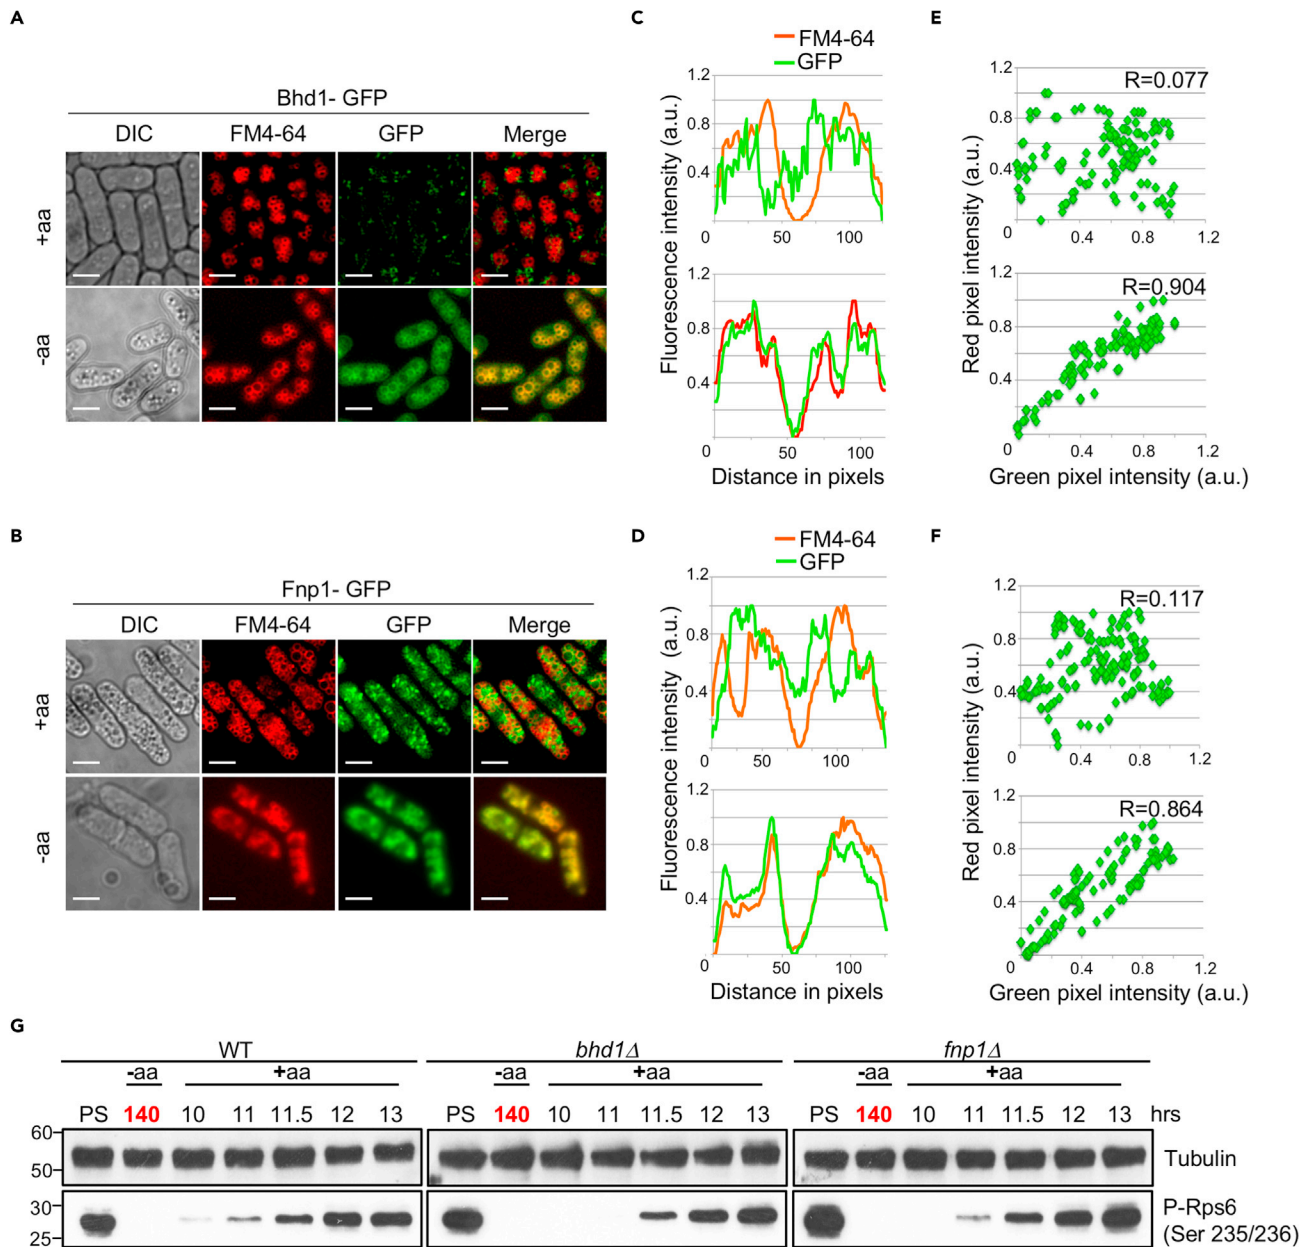 A
Bhd1- GFP
DIC FM4-64 GFP Merge
+aa
-aa
B
Fnp1- GFP
DIC FM4-64 GFP Merge
+aa
-aa
C
FM4-64
GFP
Fluorescence intensity (a.u.)
1.2
0.8
0.4
0 50 100
1.2
0.8
0.4
0 50 100
Distance in pixels
D
FM4-64
GFP
Fluorescence intensity (a.u.)
1.2
0.8
0.4
0 50 100
1.2
0.8
0.4
0 50 100
Distance in pixels
E
Red pixel intensity (a.u.)
R=0.077
1.2
0.8
0.4
0 0.4 0.8 1.2
R=0.904
1.2
0.8
0.4
0 0.4 0.8 1.2
Green pixel intensity (a.u.)
F
Red pixel intensity (a.u.)
R=0.117
1.2
0.8
0.4
0 0.4 0.8 1.2
R=0.864
1.2
0.8
0.4
0 0.4 0.8 1.2
Green pixel intensity (a.u.)
G
WT bhd1Δ fnp1Δ
-aa +aa -aa +aa -aa +aa
PS 140 10 11 11.5 12 13 PS 140 10 11 11.5 12 13 PS 140 10 11 11.5 12 13 hrs
60
50
Tubulin
30
25
P-Rps6
(Ser 235/236)